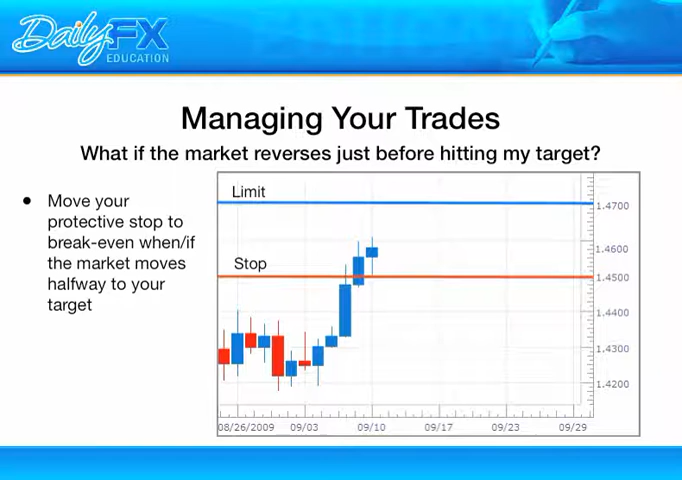 DailyFX
EDUCATION
Managing Your Trades
What if the market reverses just before hitting my target?
• Move your
protective stop to
break-even when/if
the market moves
halfway to your
target
Limit
Stop
1.4700
1.4600
1.4500
1.4400
1.4300
1.4200
08/26/2009 09/03 09/10 09/17 09/23 09/29